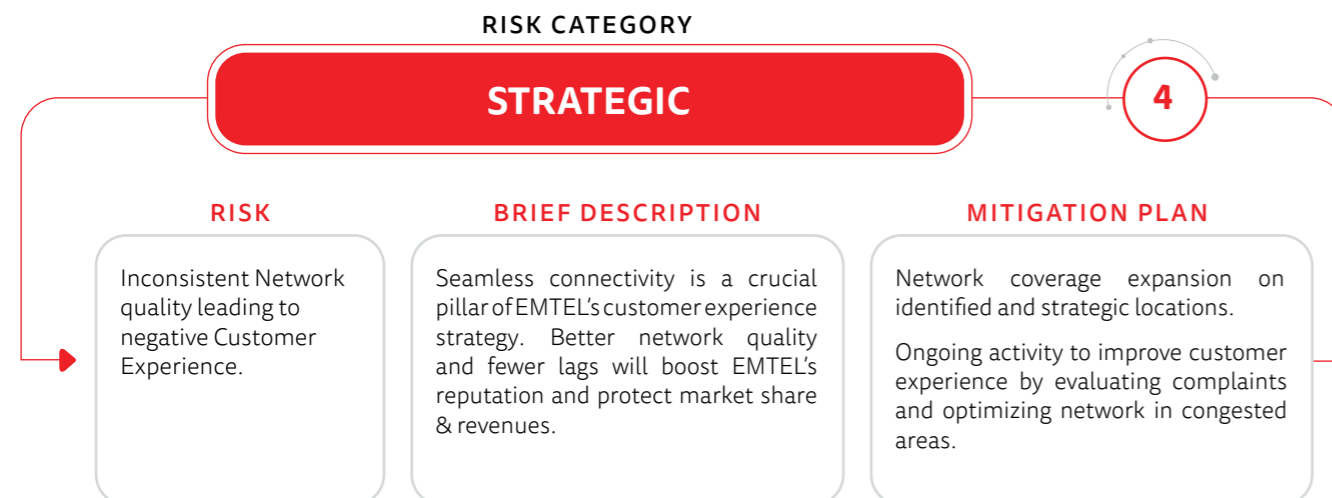 RISK CATEGORY
STRATEGIC
4
RISK
Inconsistent Network
quality leading to
negative Customer
Experience.
BRIEF DESCRIPTION
Seamless connectivity is a crucial
pillar of EMTEL's customer experience
strategy. Better network quality
and fewer lags will boost EMTEL's
reputation and protect market share
& revenues.
MITIGATION PLAN
Network coverage expansion on
identified and strategic locations.
Ongoing activity to improve customer
experience by evaluating complaints
and optimizing network in congested
areas.